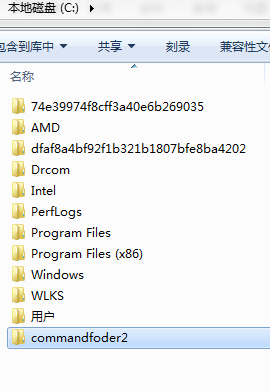 本地磁盘 (C:)
包含到库中 共享 刻录 兼容性文件
名称
74e39974f8cff3a40e6b269035
AMD
dfaf8a4bf92f1b321b1807bfe8ba4202
Drcom
Intel
PerfLogs
Program Files
Program Files (x86)
Windows
WLKS
用户
commandfoder2